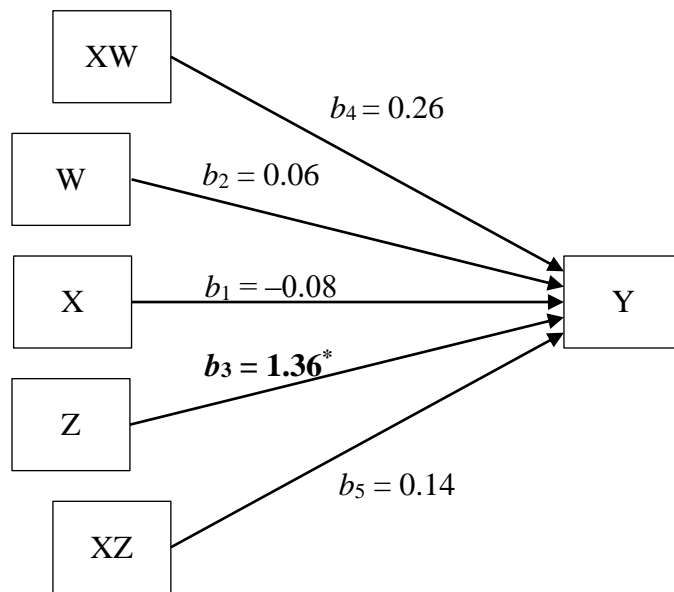 XW
b4 = 0.26
W
b2 = 0.06
X
b1 = –0.08
Y
b3 = 1.36*
Z
b5 = 0.14
XZ